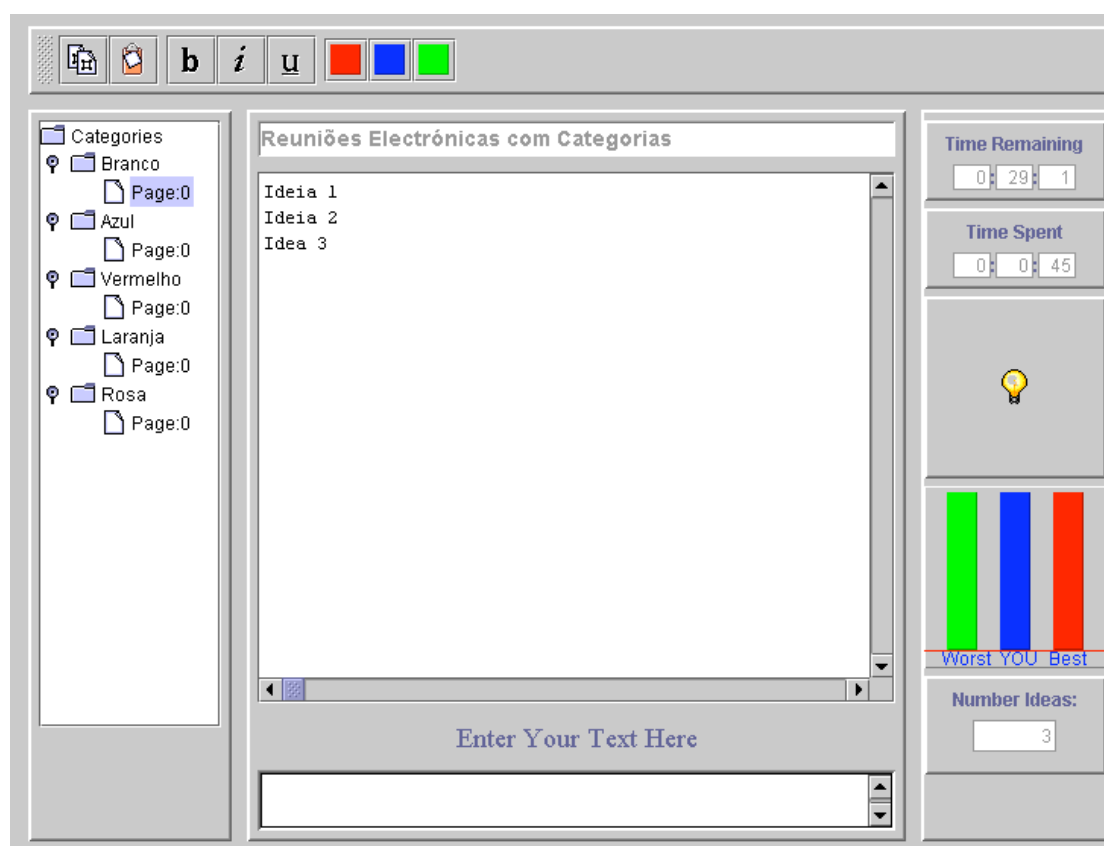 b i u
Categories
Branco
Page:0
Azul
Page:0
Vermelho
Page:0
Laranja
Page:0
Rosa
Page:0
Reuniões Electrónicas com Categorias
Ideia 1
Ideia 2
Idea 3
Enter Your Text Here
Time Remaining
0: 29: 1
Time Spent
0: 0: 45
Worst YOU Best
Number Ideas:
3